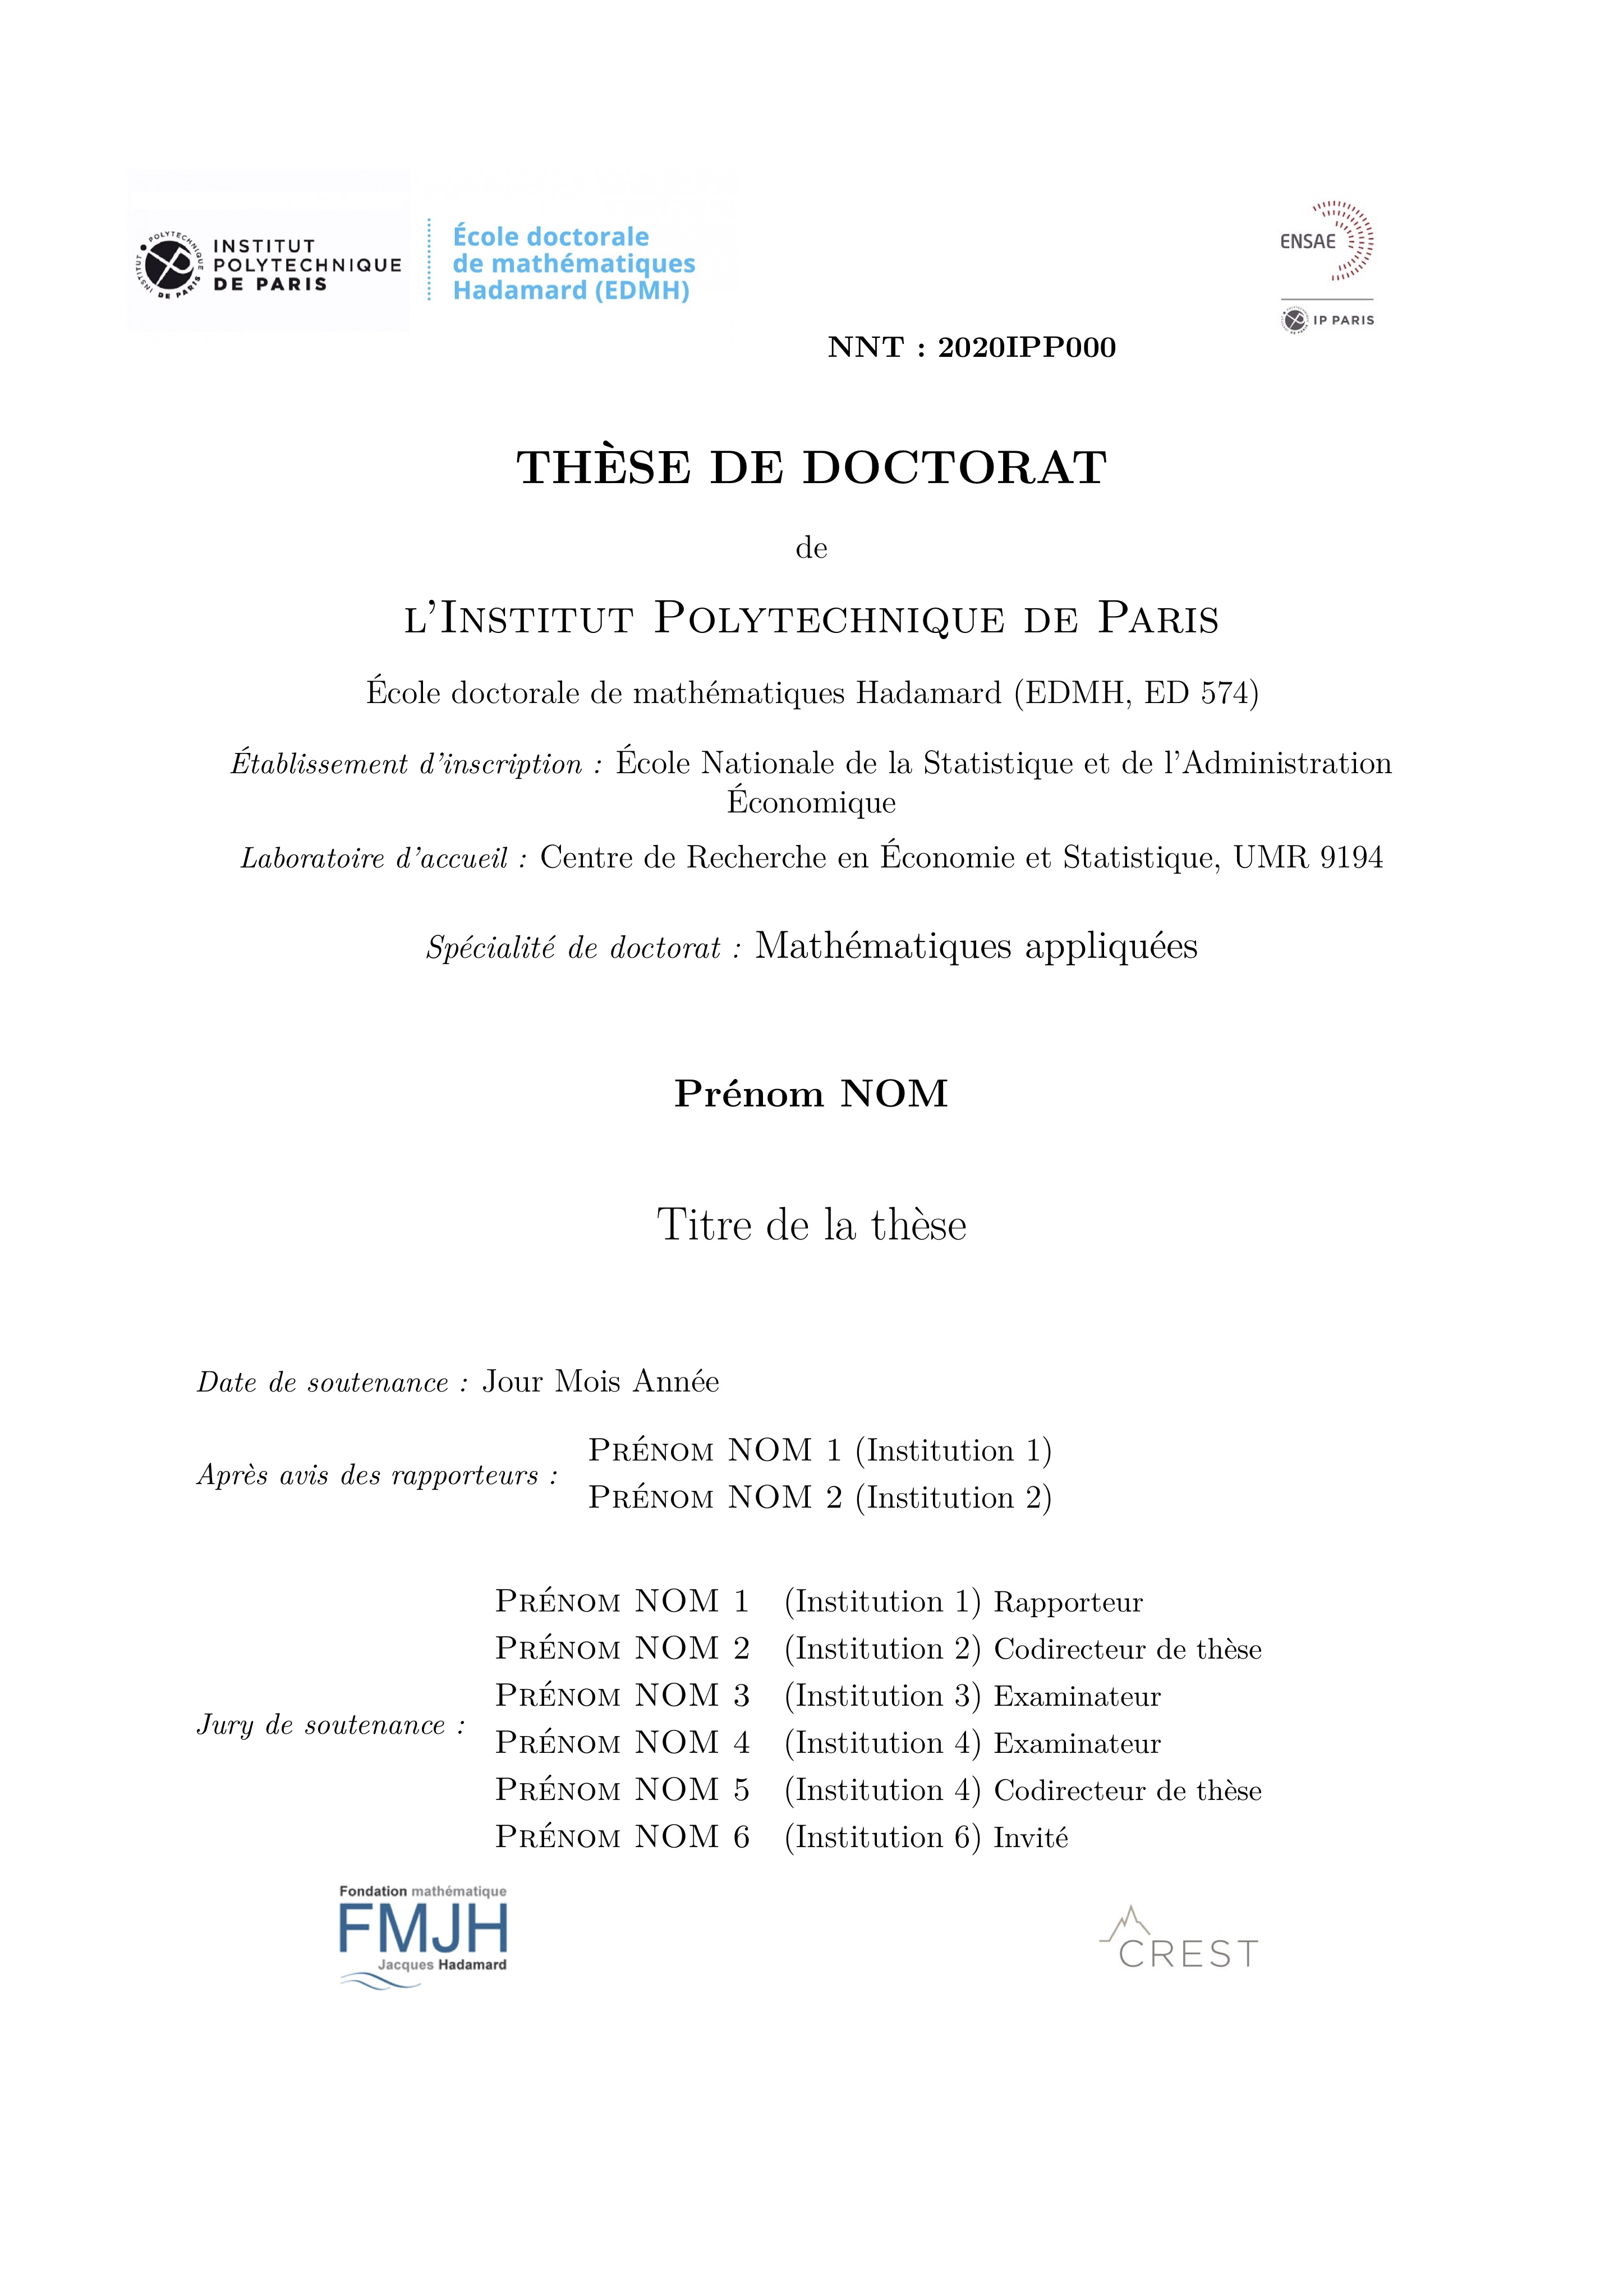 INSTITUT
POLYTECHNIQUE
DE PARIS
INSTITUT POLYTECHNIQUE DE PARIS
École doctorale
de mathématiques
Hadamard (EDMH)
ENSAE
IP PARIS
NNT : 2020IPP000
THÈSE DE DOCTORAT
de
l'Institut Polytechnique de Paris
École doctorale de mathématiques Hadamard (EDMH, ED 574)
Établissement d'inscription : École Nationale de la Statistique et de l'Administration
Économique
Laboratoire d'accueil : Centre de Recherche en Économie et Statistique, UMR 9194
Spécialité de doctorat : Mathématiques appliquées
Prénom NOM
Titre de la thèse
Date de soutenance : Jour Mois Année
Après avis des rapporteurs :
Prénom NOM 1 (Institution 1)
Prénom NOM 2 (Institution 2)
Jury de soutenance :
Prénom NOM 1 (Institution 1) Rapporteur
Prénom NOM 2 (Institution 2) Codirecteur de thèse
Prénom NOM 3 (Institution 3) Examinateur
Prénom NOM 4 (Institution 4) Examinateur
Prénom NOM 5 (Institution 4) Codirecteur de thèse
Prénom NOM 6 (Institution 6) Invité
Fondation mathématique
FMJH
Jacques Hadamard
CREST